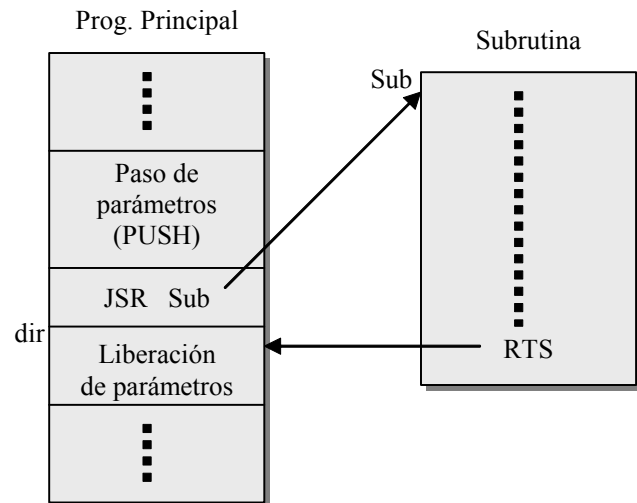 Prog. Principal
Subrutina
Sub
Paso de
parámetros
(PUSH)
JSR Sub
dir
Liberación
de parámetros
RTS